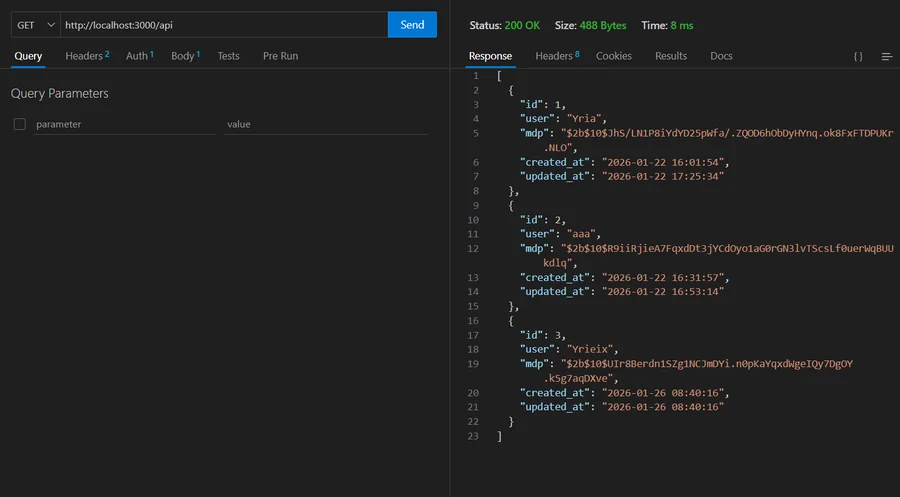 GET http://localhost:3000/api Send
Query Headers 2 Auth 1 Body 1 Tests Pre Run
Query Parameters
parameter value
Status: 200 OK Size: 488 Bytes Time: 8 ms
Response Headers 8 Cookies Results Docs { }
1 [
2 {
3 "id": 1,
4 "user": "Yria",
5 "mdp": "$2b$10$JhS/LN1P8iYdYD25pWfa/.ZQOD6hObDyHYnq.ok8FxFTDPUKr
.NLO",
6 "created_at": "2026-01-22 16:01:54",
7 "updated_at": "2026-01-22 17:25:34"
8 },
9 {
10 "id": 2,
11 "user": "aaa",
12 "mdp": "$2b$10$R9iiRjieA7FqxdDt3jYCdOyo1aG0rGN3lvTScsLf0uerWqBUU
kdlq",
13 "created_at": "2026-01-22 16:31:57",
14 "updated_at": "2026-01-22 16:53:14"
15 },
16 {
17 "id": 3,
18 "user": "Yrieix",
19 "mdp": "$2b$10$UIr8Berdn1SZg1NCJmDYi.n0pKaYqxdWgeIQy7DgOY
.k5g7aqDXve",
20 "created_at": "2026-01-26 08:40:16",
21 "updated_at": "2026-01-26 08:40:16"
22 }
23 ]